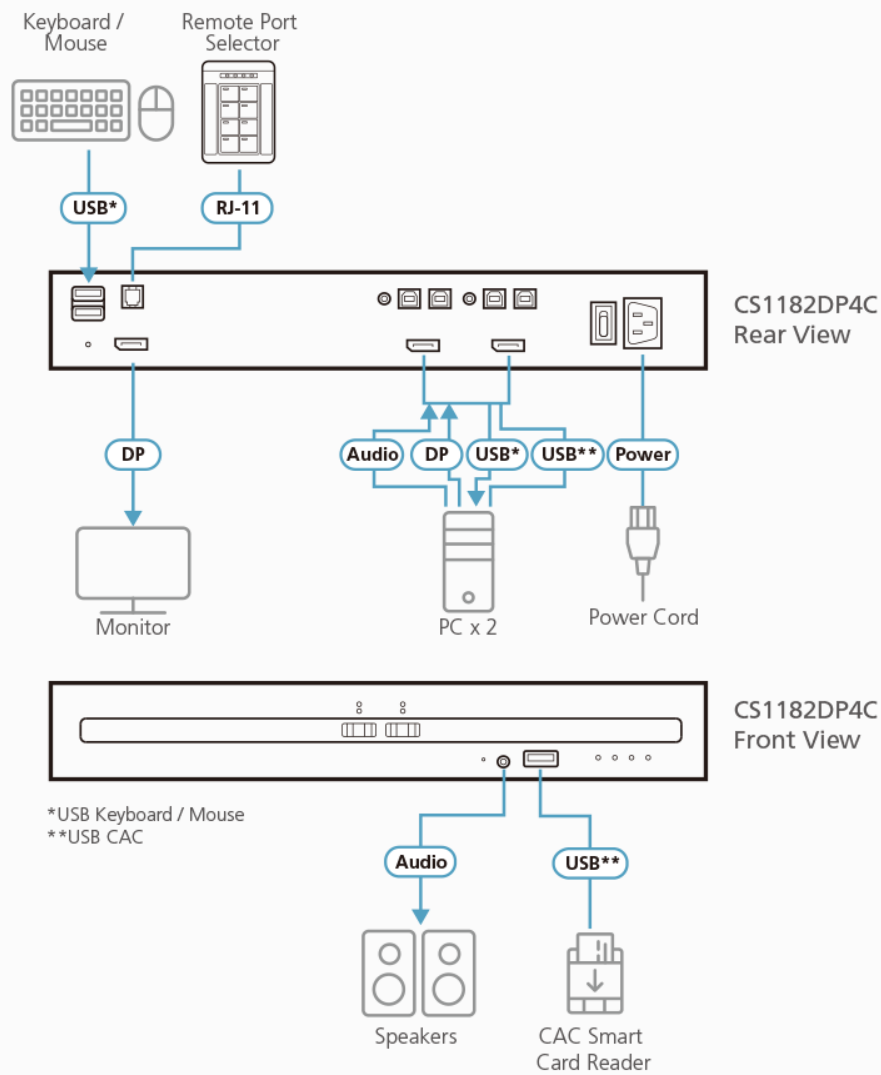 Keyboard /
Mouse
Remote Port
Selector
USB*
RJ-11
CS1182DP4C
Rear View
DP
Audio
DP
USB*
USB**
Power
Monitor
PC x 2
Power Cord
CS1182DP4C
Front View
*USB Keyboard / Mouse
**USB CAC
Audio
USB**
Speakers
CAC Smart
Card Reader